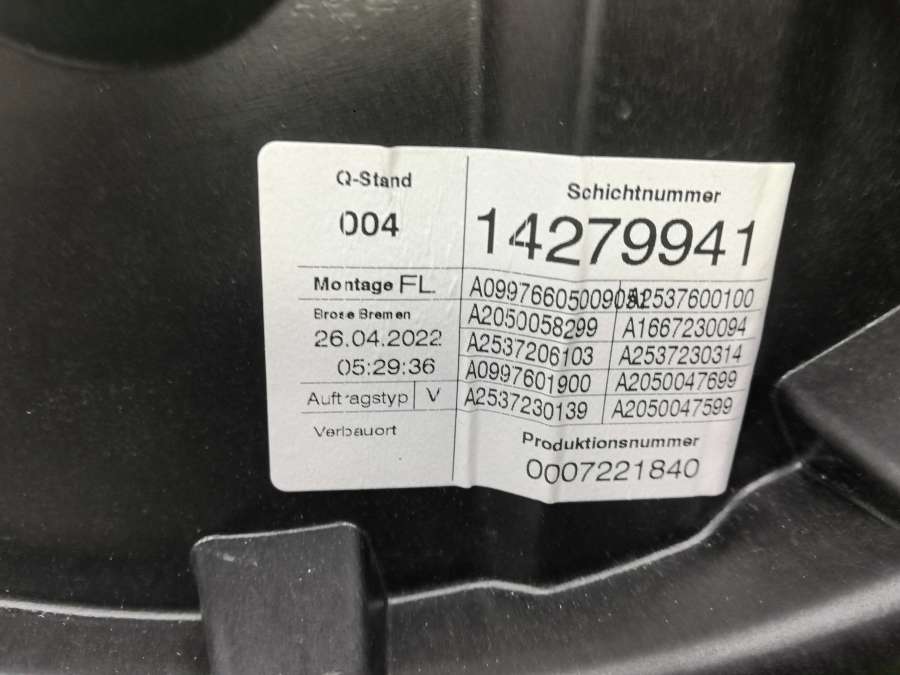 Q-Stand
004
Schichtnummer
14279941
Montage FL
Brose Bremen
26.04.2022
05:29:36
Auftragstyp V
Verbauort
A2537600100
A2050058299 A1667230094
A2537206103 A2537230314
A0997601900 A2050047699
A2537230139 A2050047599
Produktionsnummer
0007221840